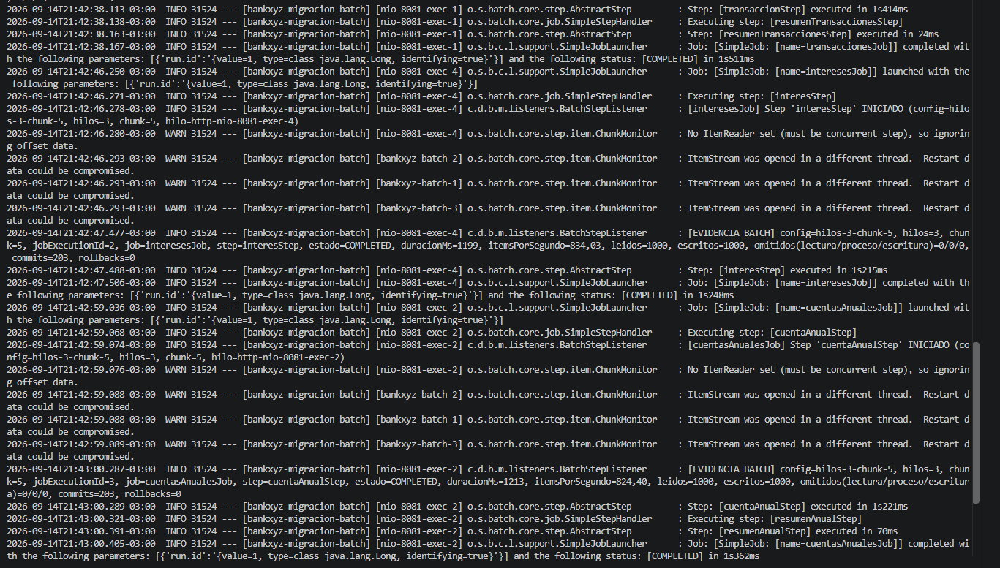 2026-09-14T21:42:38.113-03:00  INFO 31524 --- [bankxyz-migracion-batch] [nio-8081-exec-1] o.s.batch.core.step.AbstractStep         : Step: [transaccionStep] executed in 1s414ms
2026-09-14T21:42:38.138-03:00  INFO 31524 --- [bankxyz-migracion-batch] [nio-8081-exec-1] o.s.batch.core.job.SimpleStepHandler     : Executing step: [resumenTransaccionesStep]
2026-09-14T21:42:38.163-03:00  INFO 31524 --- [bankxyz-migracion-batch] [nio-8081-exec-1] o.s.batch.core.step.AbstractStep         : Step: [resumenTransaccionesStep] executed in 24ms
2026-09-14T21:42:38.167-03:00  INFO 31524 --- [bankxyz-migracion-batch] [nio-8081-exec-1] o.s.b.c.l.support.SimpleJobLauncher      : Job: [SimpleJob: [name=transaccionesJob]] completed wit
h the following parameters: [{'run.id':'{value=1, type=class java.lang.Long, identifying=true}'}] and the following status: [COMPLETED] in 1s511ms
2026-09-14T21:42:46.250-03:00  INFO 31524 --- [bankxyz-migracion-batch] [nio-8081-exec-4] o.s.b.c.l.support.SimpleJobLauncher      : Job: [SimpleJob: [name=interesesJob]] launched with the
 following parameters: [{'run.id':'{value=1, type=class java.lang.Long, identifying=true}'}]
2026-09-14T21:42:46.271-03:00  INFO 31524 --- [bankxyz-migracion-batch] [nio-8081-exec-4] o.s.batch.core.job.SimpleStepHandler     : Executing step: [interesStep]
2026-09-14T21:42:46.278-03:00  INFO 31524 --- [bankxyz-migracion-batch] [nio-8081-exec-4] c.d.b.m.listeners.BatchStepListener      : [interesesJob] Step 'interesStep' INICIADO (config=hilo
s-3-chunk-5, hilos=3, chunk=5, hilo=http-nio-8081-exec-4)
2026-09-14T21:42:46.280-03:00  WARN 31524 --- [bankxyz-migracion-batch] [nio-8081-exec-4] o.s.batch.core.step.item.ChunkMonitor    : No ItemReader set (must be concurrent step), so ignorin
g offset data.
2026-09-14T21:42:46.293-03:00  WARN 31524 --- [bankxyz-migracion-batch] [bankxyz-batch-2] o.s.batch.core.step.item.ChunkMonitor    : ItemStream was opened in a different thread.  Restart d
ata could be compromised.
2026-09-14T21:42:46.293-03:00  WARN 31524 --- [bankxyz-migracion-batch] [bankxyz-batch-1] o.s.batch.core.step.item.ChunkMonitor    : ItemStream was opened in a different thread.  Restart d
ata could be compromised.
2026-09-14T21:42:46.293-03:00  WARN 31524 --- [bankxyz-migracion-batch] [bankxyz-batch-3] o.s.batch.core.step.item.ChunkMonitor    : ItemStream was opened in a different thread.  Restart d
ata could be compromised.
2026-09-14T21:42:47.477-03:00  INFO 31524 --- [bankxyz-migracion-batch] [nio-8081-exec-4] c.d.b.m.listeners.BatchStepListener      : [EVIDENCIA_BATCH] config=hilos-3-chunk-5, hilos=3, chun
k=5, jobExecutionId=2, job=interesesJob, step=interesStep, estado=COMPLETED, duracionMs=1199, itemsPorSegundo=834,03, leidos=1000, escritos=1000, omitidos(lectura/proceso/escritura)=0/0/0,
 commits=203, rollbacks=0
2026-09-14T21:42:47.488-03:00  INFO 31524 --- [bankxyz-migracion-batch] [nio-8081-exec-4] o.s.batch.core.step.AbstractStep         : Step: [interesStep] executed in 1s215ms
2026-09-14T21:42:47.506-03:00  INFO 31524 --- [bankxyz-migracion-batch] [nio-8081-exec-4] o.s.b.c.l.support.SimpleJobLauncher      : Job: [SimpleJob: [name=interesesJob]] completed with th
e following parameters: [{'run.id':'{value=1, type=class java.lang.Long, identifying=true}'}] and the following status: [COMPLETED] in 1s248ms
2026-09-14T21:42:59.036-03:00  INFO 31524 --- [bankxyz-migracion-batch] [nio-8081-exec-2] o.s.b.c.l.support.SimpleJobLauncher      : Job: [SimpleJob: [name=cuentasAnualesJob]] launched wit
h the following parameters: [{'run.id':'{value=1, type=class java.lang.Long, identifying=true}'}]
2026-09-14T21:42:59.068-03:00  INFO 31524 --- [bankxyz-migracion-batch] [nio-8081-exec-2] o.s.batch.core.job.SimpleStepHandler     : Executing step: [cuentaAnualStep]
2026-09-14T21:42:59.074-03:00  INFO 31524 --- [bankxyz-migracion-batch] [nio-8081-exec-2] c.d.b.m.listeners.BatchStepListener      : [cuentasAnualesJob] Step 'cuentaAnualStep' INICIADO (co
nfig=hilos-3-chunk-5, hilos=3, chunk=5, hilo=http-nio-8081-exec-2)
2026-09-14T21:42:59.076-03:00  WARN 31524 --- [bankxyz-migracion-batch] [nio-8081-exec-2] o.s.batch.core.step.item.ChunkMonitor    : No ItemReader set (must be concurrent step), so ignorin
g offset data.
2026-09-14T21:42:59.088-03:00  WARN 31524 --- [bankxyz-migracion-batch] [bankxyz-batch-2] o.s.batch.core.step.item.ChunkMonitor    : ItemStream was opened in a different thread.  Restart d
ata could be compromised.
2026-09-14T21:42:59.088-03:00  WARN 31524 --- [bankxyz-migracion-batch] [bankxyz-batch-1] o.s.batch.core.step.item.ChunkMonitor    : ItemStream was opened in a different thread.  Restart d
ata could be compromised.
2026-09-14T21:42:59.089-03:00  WARN 31524 --- [bankxyz-migracion-batch] [bankxyz-batch-3] o.s.batch.core.step.item.ChunkMonitor    : ItemStream was opened in a different thread.  Restart d
ata could be compromised.
2026-09-14T21:43:00.287-03:00  INFO 31524 --- [bankxyz-migracion-batch] [nio-8081-exec-2] c.d.b.m.listeners.BatchStepListener      : [EVIDENCIA_BATCH] config=hilos-3-chunk-5, hilos=3, chun
k=5, jobExecutionId=3, job=cuentasAnualesJob, step=cuentaAnualStep, estado=COMPLETED, duracionMs=1213, itemsPorSegundo=824,40, leidos=1000, escritos=1000, omitidos(lectura/proceso/escritur
a)=0/0/0, commits=203, rollbacks=0
2026-09-14T21:43:00.289-03:00  INFO 31524 --- [bankxyz-migracion-batch] [nio-8081-exec-2] o.s.batch.core.step.AbstractStep         : Step: [cuentaAnualStep] executed in 1s221ms
2026-09-14T21:43:00.321-03:00  INFO 31524 --- [bankxyz-migracion-batch] [nio-8081-exec-2] o.s.batch.core.job.SimpleStepHandler     : Executing step: [resumenAnualStep]
2026-09-14T21:43:00.391-03:00  INFO 31524 --- [bankxyz-migracion-batch] [nio-8081-exec-2] o.s.batch.core.step.AbstractStep         : Step: [resumenAnualStep] executed in 70ms
2026-09-14T21:43:00.405-03:00  INFO 31524 --- [bankxyz-migracion-batch] [nio-8081-exec-2] o.s.b.c.l.support.SimpleJobLauncher      : Job: [SimpleJob: [name=cuentasAnualesJob]] completed wi
th the following parameters: [{'run.id':'{value=1, type=class java.lang.Long, identifying=true}'}] and the following status: [COMPLETED] in 1s362ms